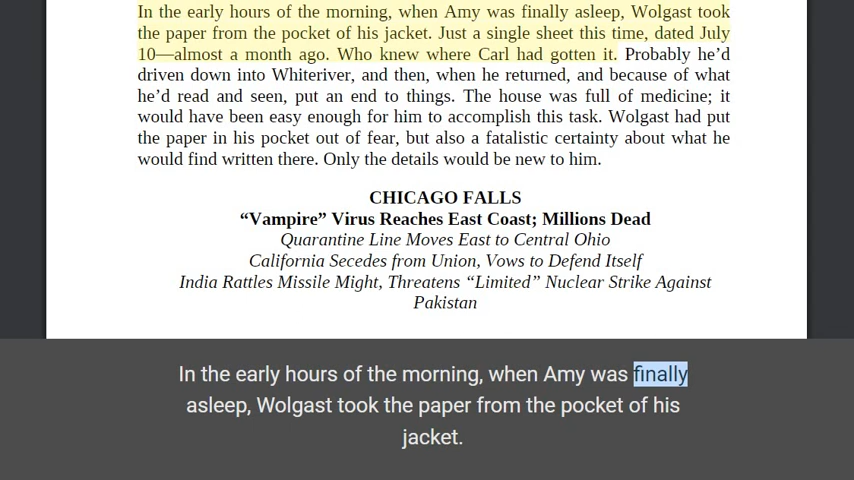 In the early hours of the morning, when Amy was finally asleep, Wolgast took
the paper from the pocket of his jacket. Just a single sheet this time, dated July
10—almost a month ago. Who knew where Carl had gotten it. Probably he’d
driven down into Whiteriver, and then, when he returned, and because of what
he’d read and seen, put an end to things. The house was full of medicine; it
would have been easy enough for him to accomplish this task. Wolgast had put
the paper in his pocket out of fear, but also a fatalistic certainty about what he
would find written there. Only the details would be new to him.
CHICAGO FALLS
“Vampire” Virus Reaches East Coast; Millions Dead
Quarantine Line Moves East to Central Ohio
California Secedes from Union, Vows to Defend Itself
India Rattles Missile Might, Threatens “Limited” Nuclear Strike Against
Pakistan
In the early hours of the morning, when Amy was finally
asleep, Wolgast took the paper from the pocket of his
jacket.